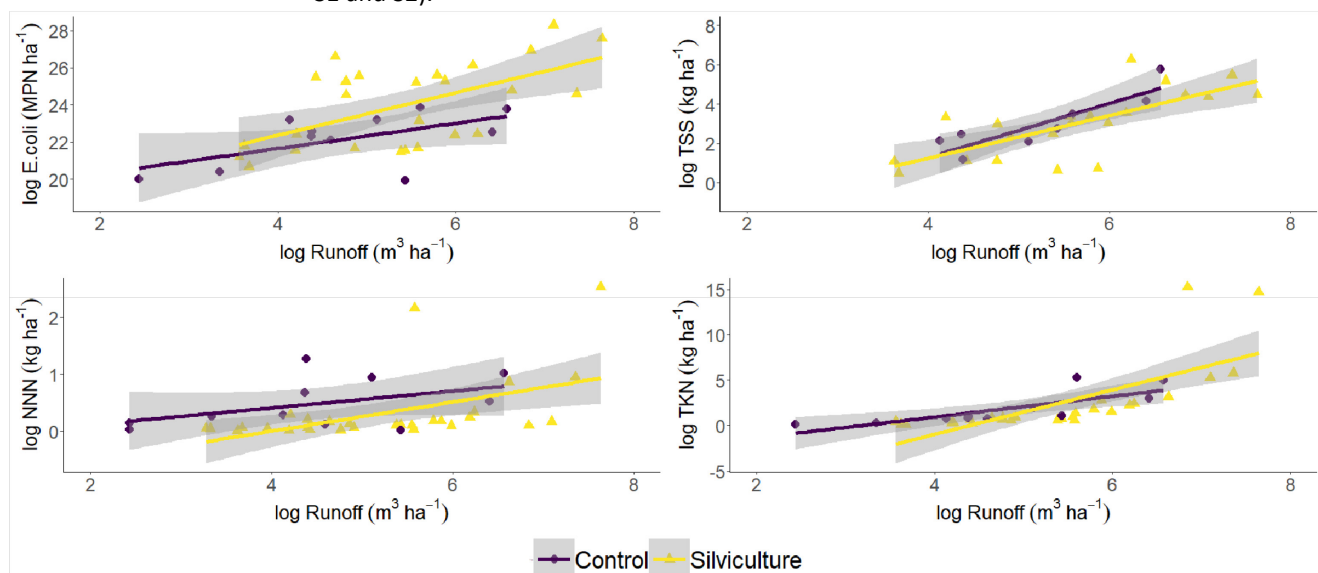 S1 and S2).
log E.coli (MPN ha⁻¹)
28
26
24
22
20
2 4 6 8
log Runoff (m³ ha⁻¹)
log TSS (kg ha⁻¹)
8
6
4
2
0
2 4 6 8
log Runoff (m³ ha⁻¹)
log NNN (kg ha⁻¹)
2
1
0
2 4 6 8
log Runoff (m³ ha⁻¹)
log TKN (kg ha⁻¹)
15
10
5
0
-5
2 4 6 8
log Runoff (m³ ha⁻¹)
Control Silviculture